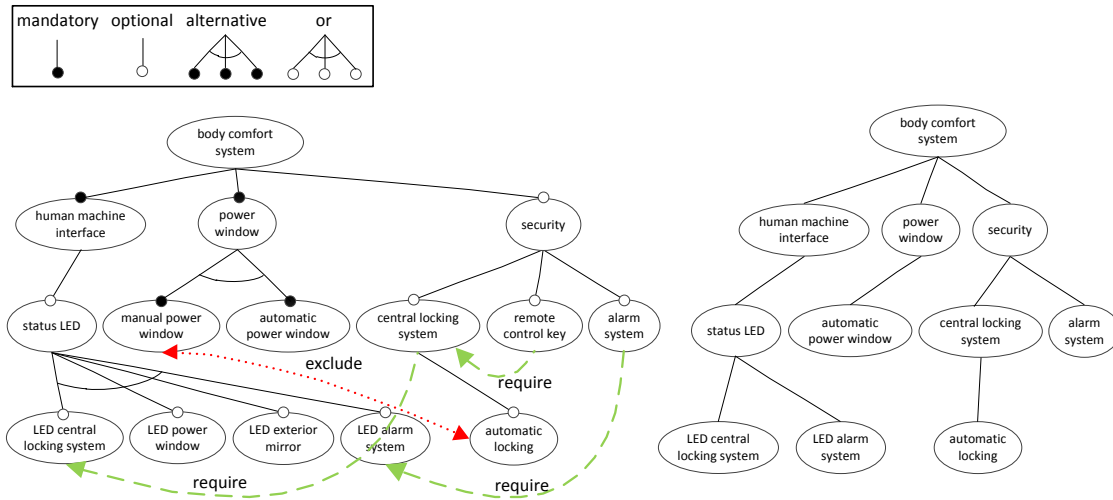 mandatory optional alternative or
body comfort
system
human machine
interface
power
window
security
status LED
manual power
window
automatic
power window
central locking
system
remote
control key
alarm
system
exclude
require
LED central
locking system
LED power
window
LED exterior
mirror
LED alarm
system
automatic
locking
require
require
body comfort
system
human machine
interface
power
window
security
status LED
automatic
power window
central locking
system
alarm
system
LED central
locking system
LED alarm
system
automatic
locking